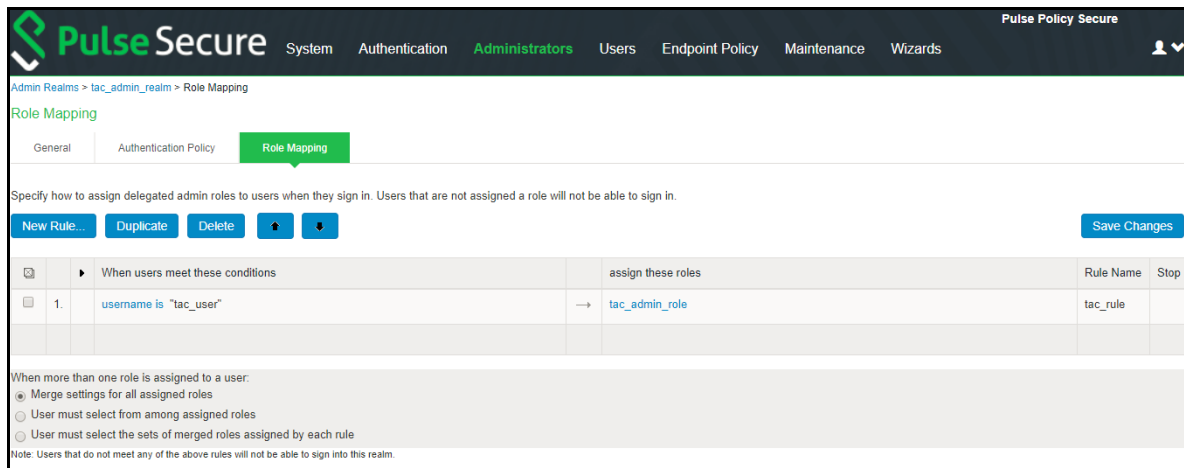 Pulse Policy Secure
Pulse Secure System Authentication Administrators Users Endpoint Policy Maintenance Wizards
Admin Realms > tac_admin_realm > Role Mapping
Role Mapping
General Authentication Policy Role Mapping
Specify how to assign delegated admin roles to users when they sign in. Users that are not assigned a role will not be able to sign in.
New Rule... Duplicate Delete Save Changes
When users meet these conditions assign these roles Rule Name Stop
1. username is "tac_user" → tac_admin_role tac_rule
When more than one role is assigned to a user:
Merge settings for all assigned roles
User must select from among assigned roles
User must select the sets of merged roles assigned by each rule
Note: Users that do not meet any of the above rules will not be able to sign into this realm.